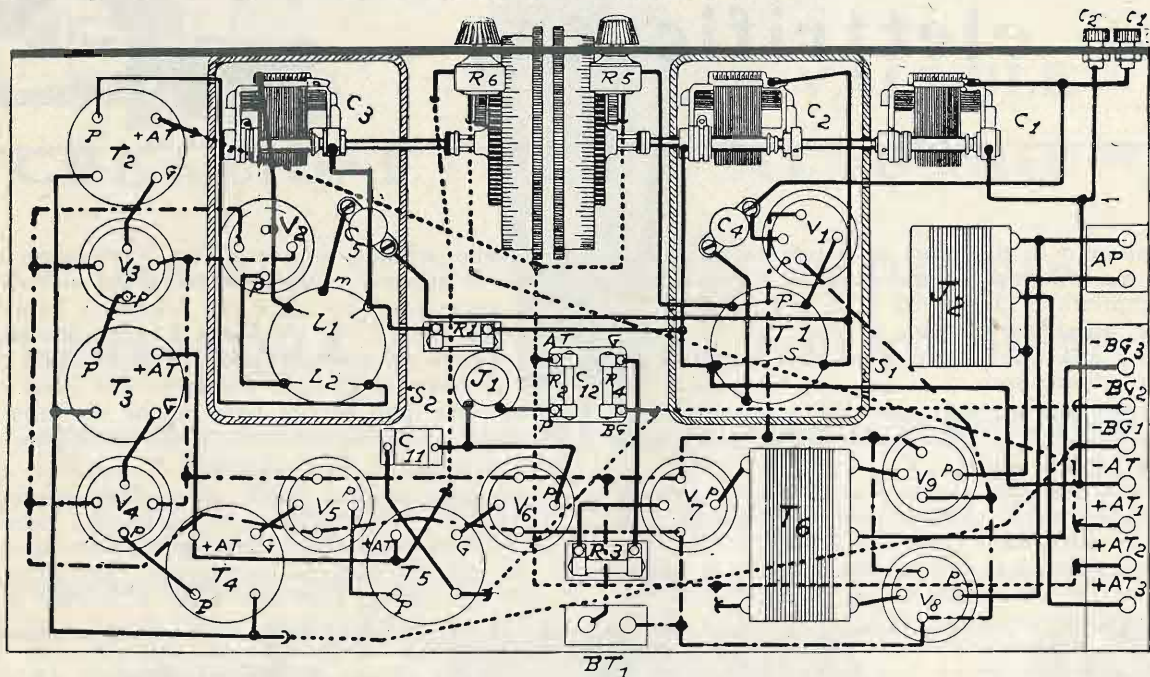 C2 C1
R6 R5
C3 C2 C1
P +AT
T2
G
V2 C5 C4 V1
P P
m
V3
P
L1 P
J2
-
AP
R1 T1
AT G
-BG3
P +AT
T3
L2
S2
J1
R2 C12 R4
S
S1
-BG2
G
P BG
-BG1
C11
-AT
V4
P
V5 P
V6 P
V7 P
V9 P
+AT1
+AT G
+AT G
R3
T6
+AT2
T4 T5
P P
V8 P
+AT3
BT1